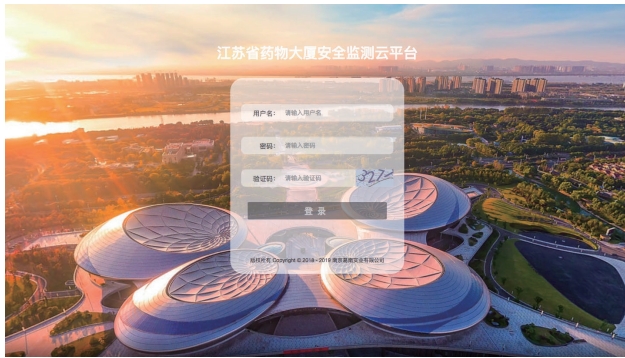 江苏省药物大厦安全监测云平台
用户名： 请输入用户名
密码： 请输入密码
验证码： 请输入验证码
登 录
版权所有 Copyright © 2018 - 2019 南京